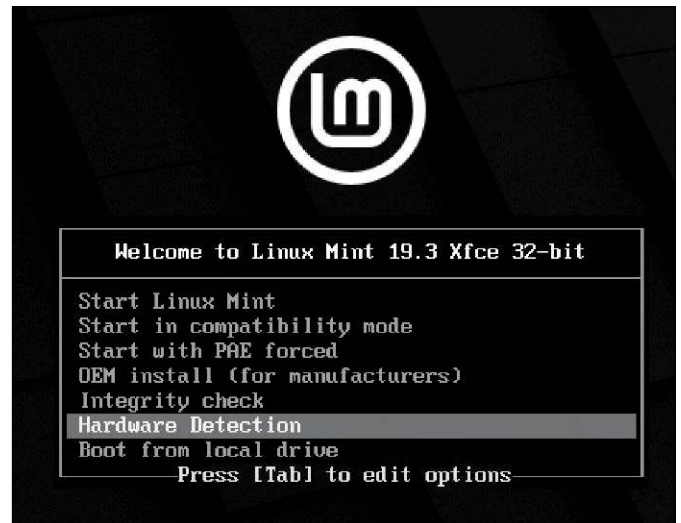 Lm
Welcome to Linux Mint 19.3 Xfce 32-bit
Start Linux Mint
Start in compatibility mode
Start with PAE forced
OEM install (for manufacturers)
Integrity check
Hardware Detection
Boot from local drive
Press [Tab] to edit options